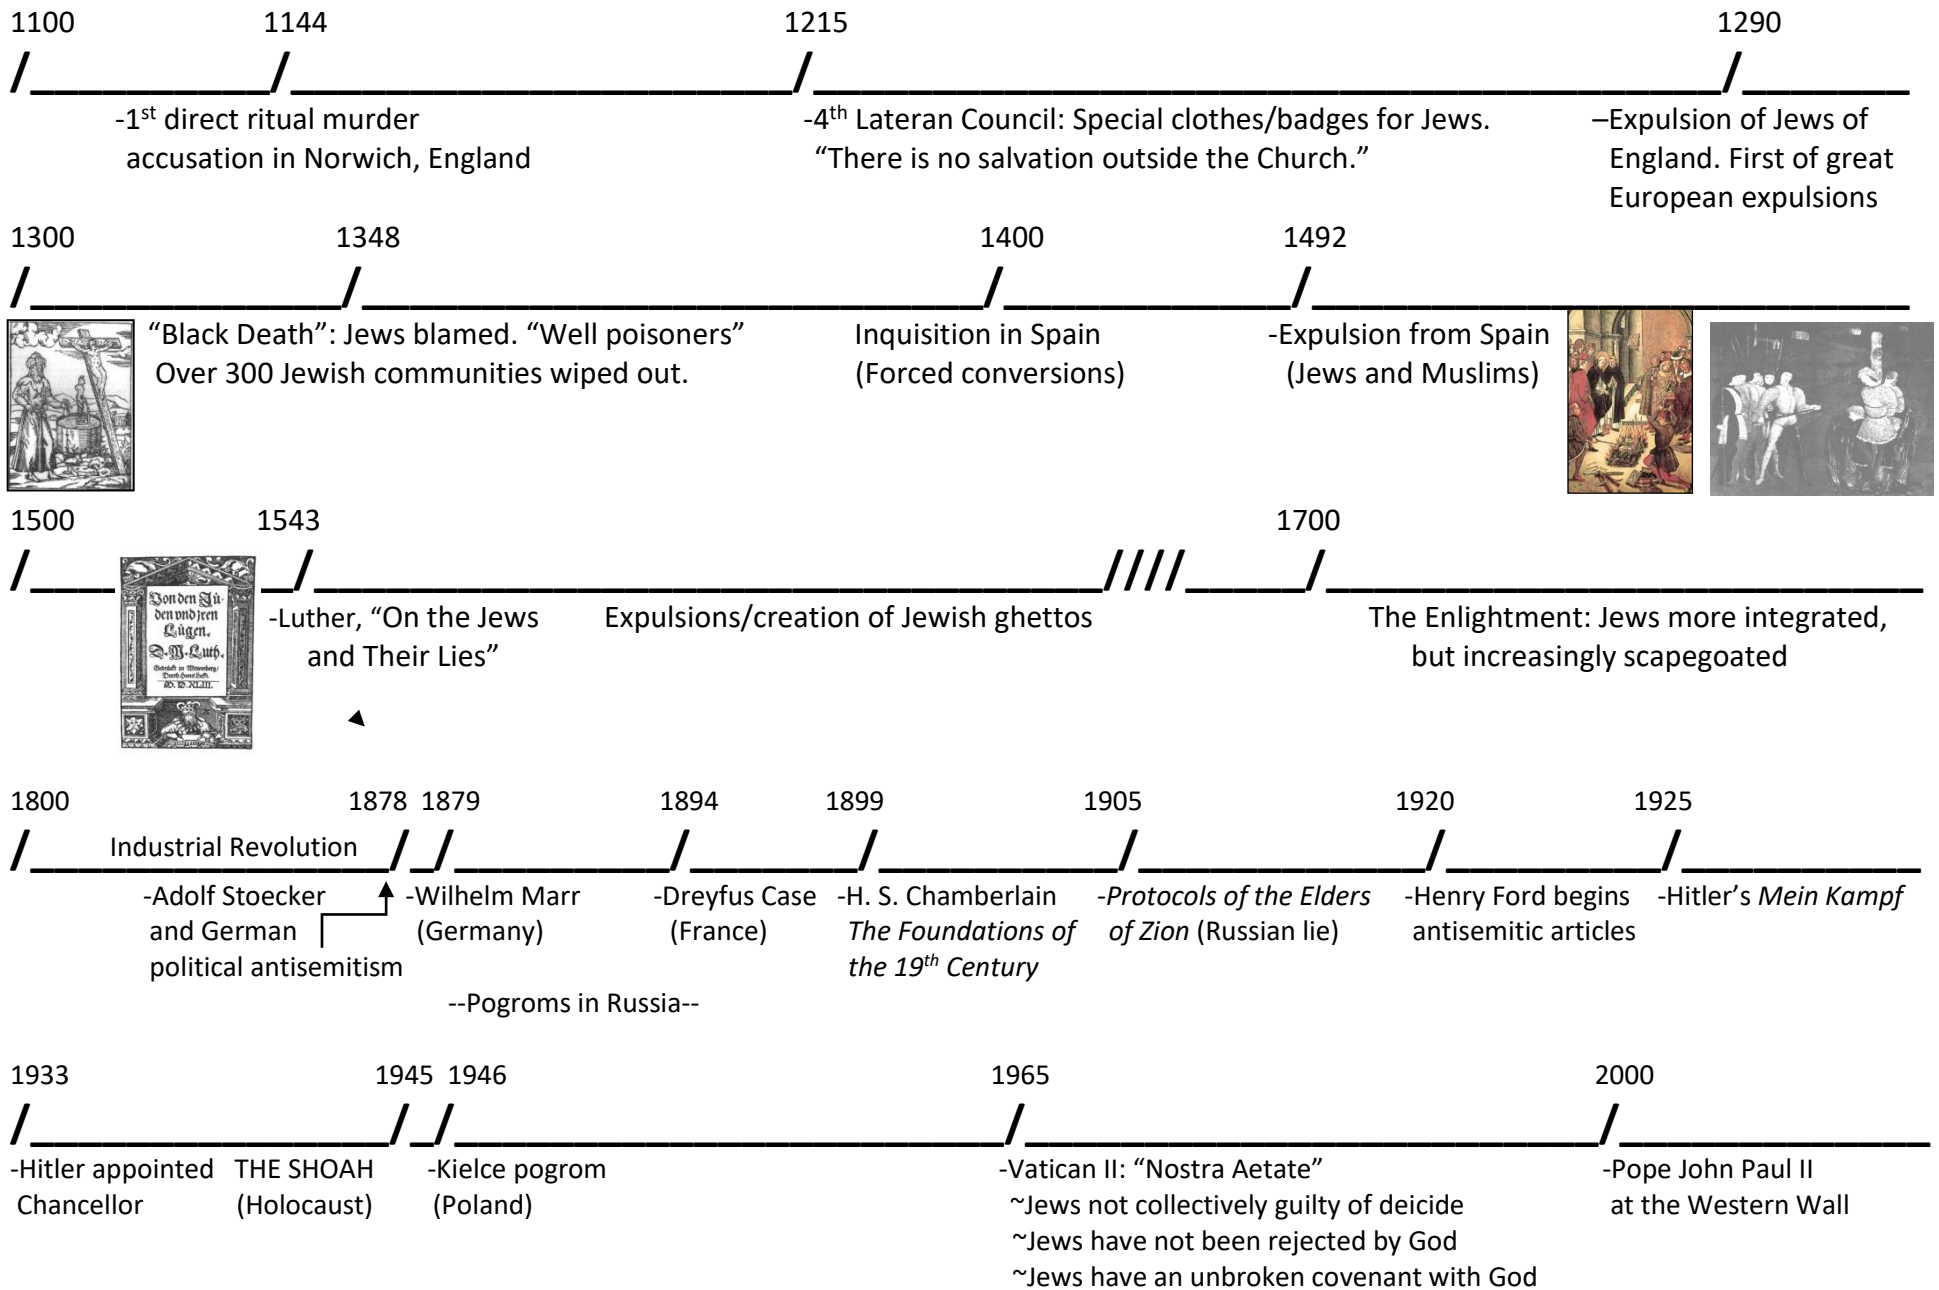 1100 1144 1215 1290
-1st direct ritual murder
accusation in Norwich, England
-4th Lateran Council: Special clothes/badges for Jews.
“There is no salvation outside the Church.”
–Expulsion of Jews of
England. First of great
European expulsions
1300 1348 1400 1492
“Black Death”: Jews blamed. “Well poisoners”
Over 300 Jewish communities wiped out.
Inquisition in Spain
(Forced conversions)
-Expulsion from Spain
(Jews and Muslims)
1500 1543 1700
Von den Jü-
den vnd jren
Lügen.
D. M. Luth.
Gedrückt zu Wittemberg/
Durch Hans Lufft.
M. D. XLIII.
-Luther, “On the Jews
and Their Lies”
Expulsions/creation of Jewish ghettos
The Enlightment: Jews more integrated,
but increasingly scapegoated
1800 1878 1879 1894 1899 1905 1920 1925
Industrial Revolution
-Adolf Stoecker
and German
political antisemitism
-Wilhelm Marr
(Germany)
--Pogroms in Russia--
-Dreyfus Case
(France)
-H. S. Chamberlain
The Foundations of
the 19th Century
-Protocols of the Elders
of Zion (Russian lie)
-Henry Ford begins
antisemitic articles
-Hitler’s Mein Kampf
1933 1945 1946 1965 2000
-Hitler appointed
Chancellor
THE SHOAH
(Holocaust)
-Kielce pogrom
(Poland)
-Vatican II: “Nostra Aetate”
~Jews not collectively guilty of deicide
~Jews have not been rejected by God
~Jews have an unbroken covenant with God
-Pope John Paul II
at the Western Wall